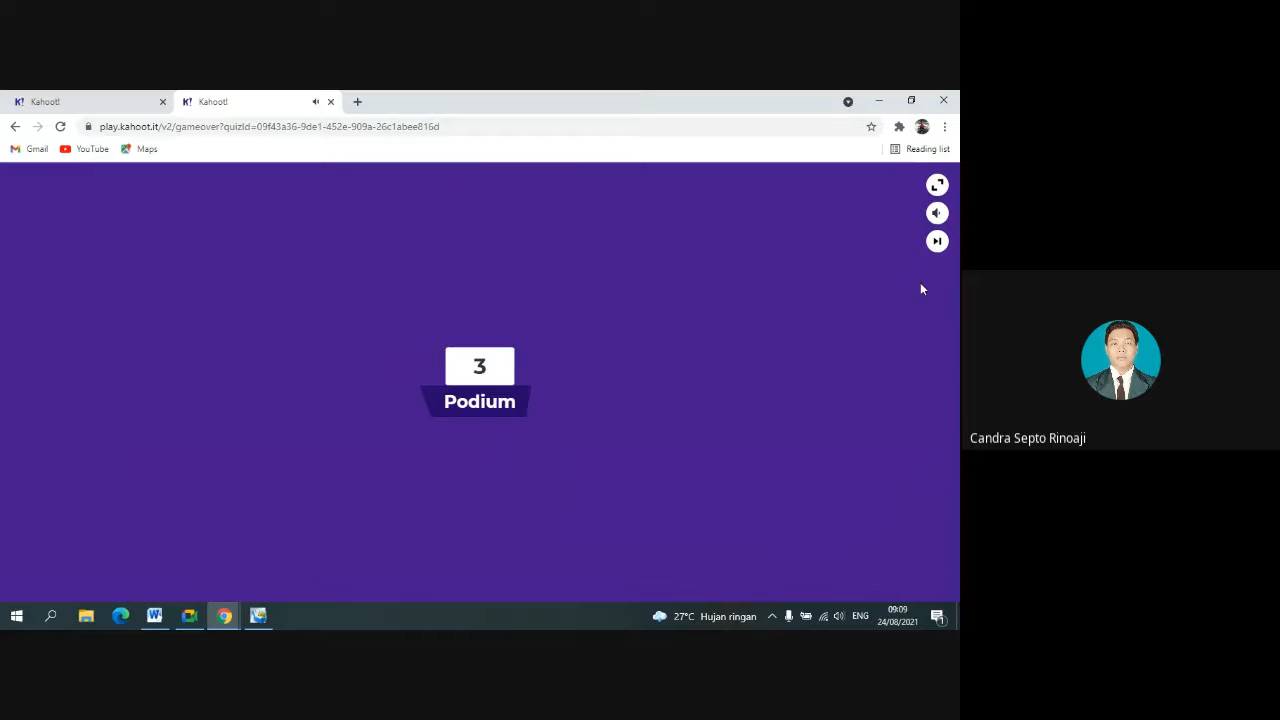 K! Kahoot!
K! Kahoot!
play.kahoot.it/v2/gameover?quizId=09f43a36-9de1-452e-909a-26c1abee816d
Gmail
YouTube
Maps
Reading list
3
Podium
Candra Septo Rinoaji
27°C Hujan ringan
ENG
09:09
24/08/2021
1